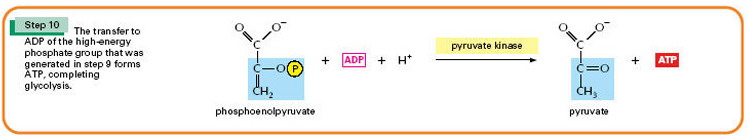 Step 10 The transfer to
ADP of the high-energy
phosphate group that was
generated in step 9 forms
ATP, completing
glycolysis.
O O⁻
C
C—O P
CH₂
phosphoenolpyruvate
+ ADP + H⁺
pyruvate kinase
O O⁻
C
C=O
CH₃
pyruvate
+ ATP